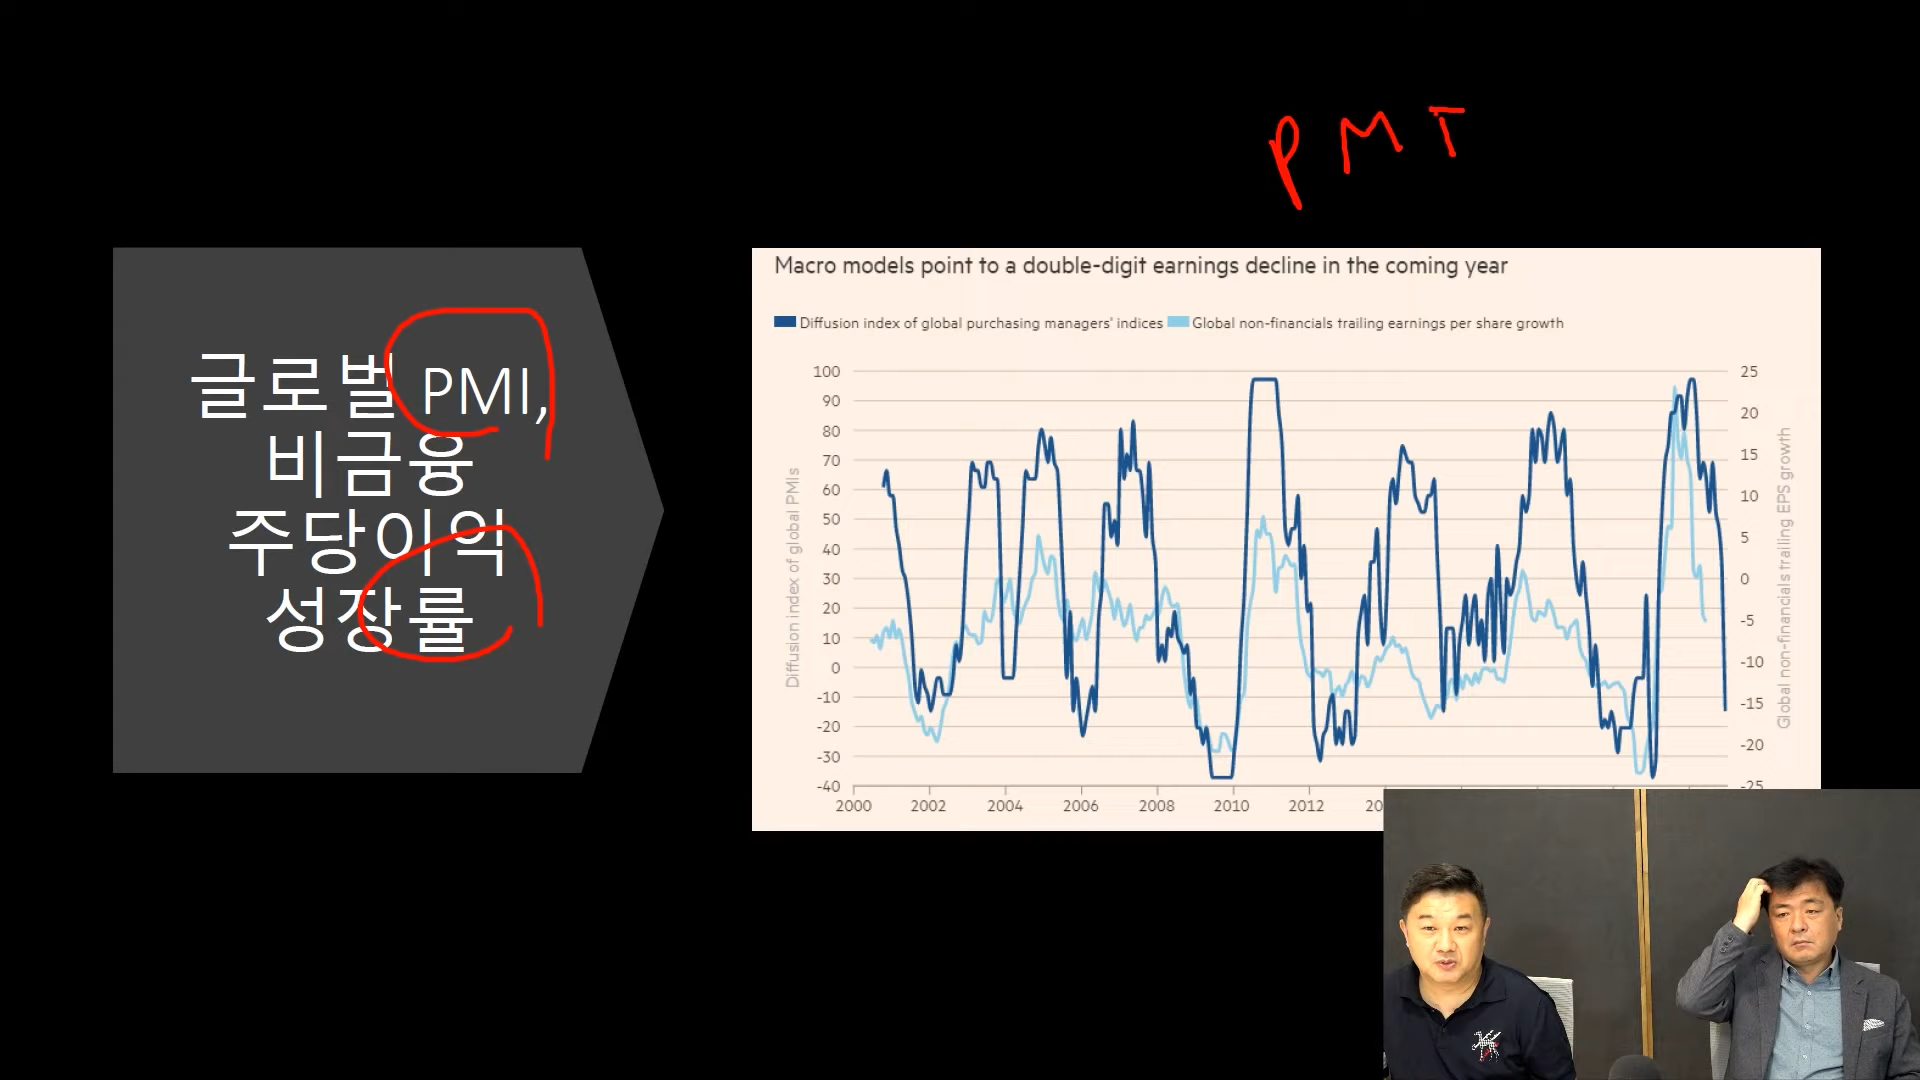 PMI
글로벌 PMI,
비금융
주당이익
성장률
Macro models point to a double-digit earnings decline in the coming year
Diffusion index of global purchasing managers' indices Global non-financials trailing earnings per share growth
Diffusion index of global PMIs
100
90
80
70
60
50
40
30
20
10
0
-10
-20
-30
-40
25
20
15
10
5
0
-5
-10
-15
-20
-25
Global non-financials trailing EPS growth
2000 2002 2004 2006 2008 2010 2012 20